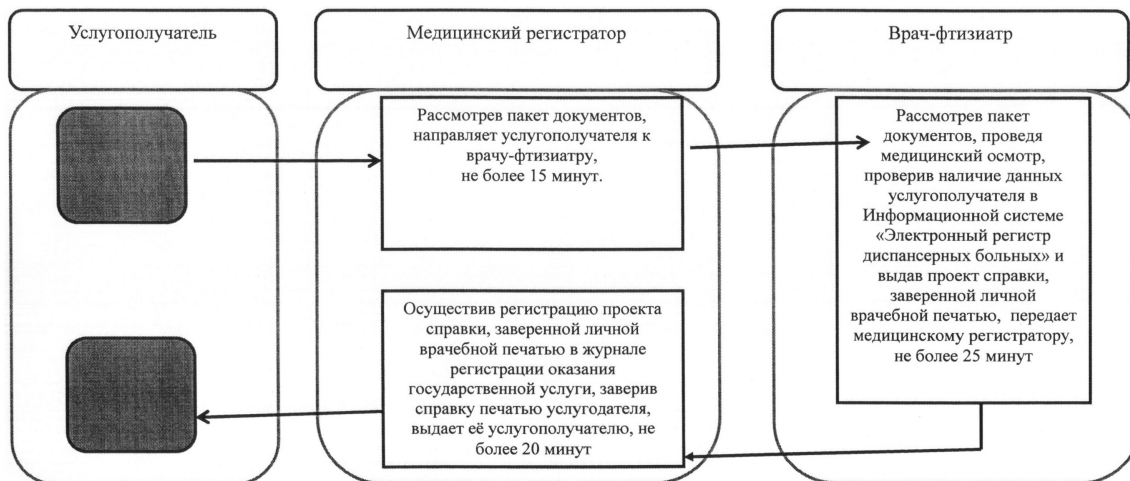 Услугополучатель
Медицинский регистратор
Врач-фтизиатр
Рассмотрев пакет документов,
направляет услугополучателя к
врачу-фтизиатру,
не более 15 минут.
Рассмотрев пакет
документов, проведя
медицинский осмотр,
проверив наличие данных
услугополучателя в
Информационной системе
«Электронный регистр
диспансерных больных» и
выдав проект справки,
заверенной личной
врачебной печатью, передает
медицинскому регистратору,
не более 25 минут
Осуществив регистрацию проекта
справки, заверенной личной
врачебной печатью в журнале
регистрации оказания
государственной услуги, заверив
справку печатью услугодателя,
выдает её услугополучателю, не
более 20 минут